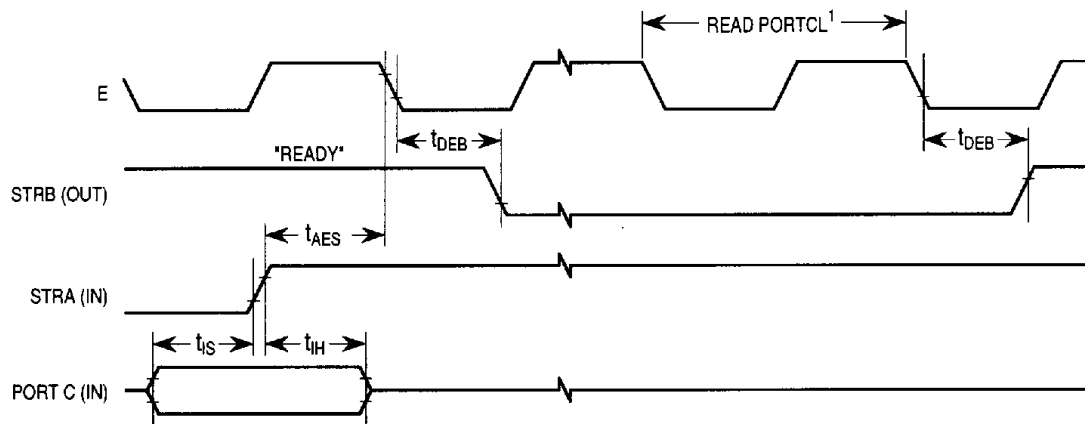 READ PORTCL1
E
tDEB
tDEB
"READY"
STRB (OUT)
tAES
STRA (IN)
tIS
tIH
PORT C (IN)